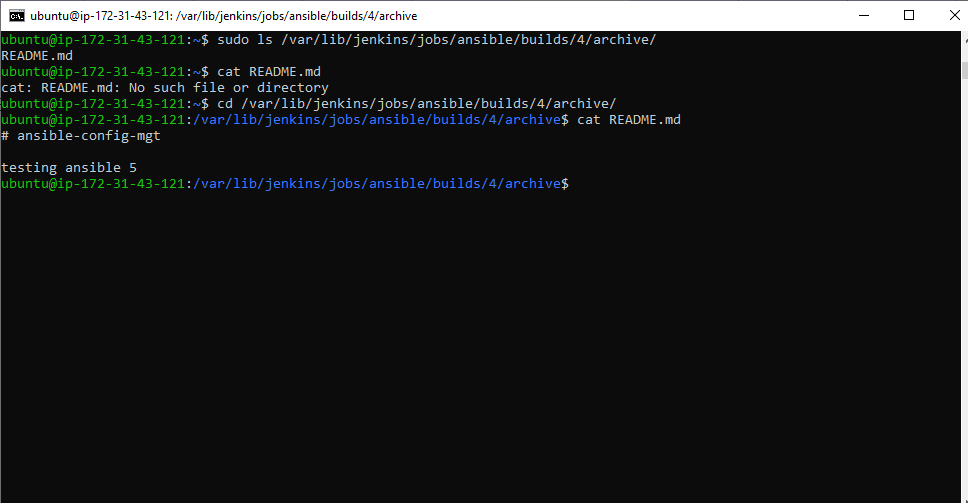 ubuntu@ip-172-31-43-121: /var/lib/jenkins/jobs/ansible/builds/4/archive
ubuntu@ip-172-31-43-121:~$ sudo ls /var/lib/jenkins/jobs/ansible/builds/4/archive/
README.md
ubuntu@ip-172-31-43-121:~$ cat README.md
cat: README.md: No such file or directory
ubuntu@ip-172-31-43-121:~$ cd /var/lib/jenkins/jobs/ansible/builds/4/archive/
ubuntu@ip-172-31-43-121:/var/lib/jenkins/jobs/ansible/builds/4/archive$ cat README.md
# ansible-config-mgt
testing ansible 5
ubuntu@ip-172-31-43-121:/var/lib/jenkins/jobs/ansible/builds/4/archive$